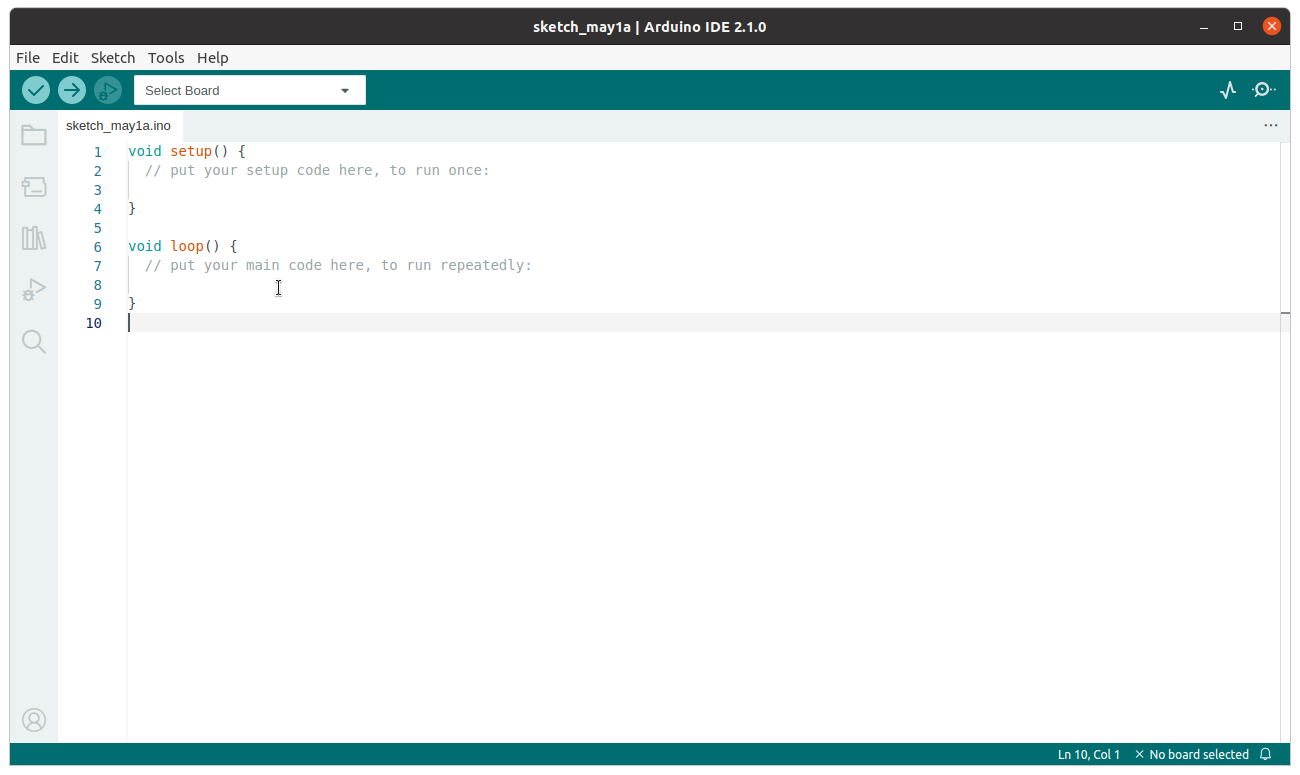 sketch_may1a | Arduino IDE 2.1.0
File Edit Sketch Tools Help
Select Board
sketch_may1a.ino
1 void setup() {
2 // put your setup code here, to run once:
3
4 }
5
6 void loop() {
7 // put your main code here, to run repeatedly:
8
9 }
10
Ln 10, Col 1 × No board selected